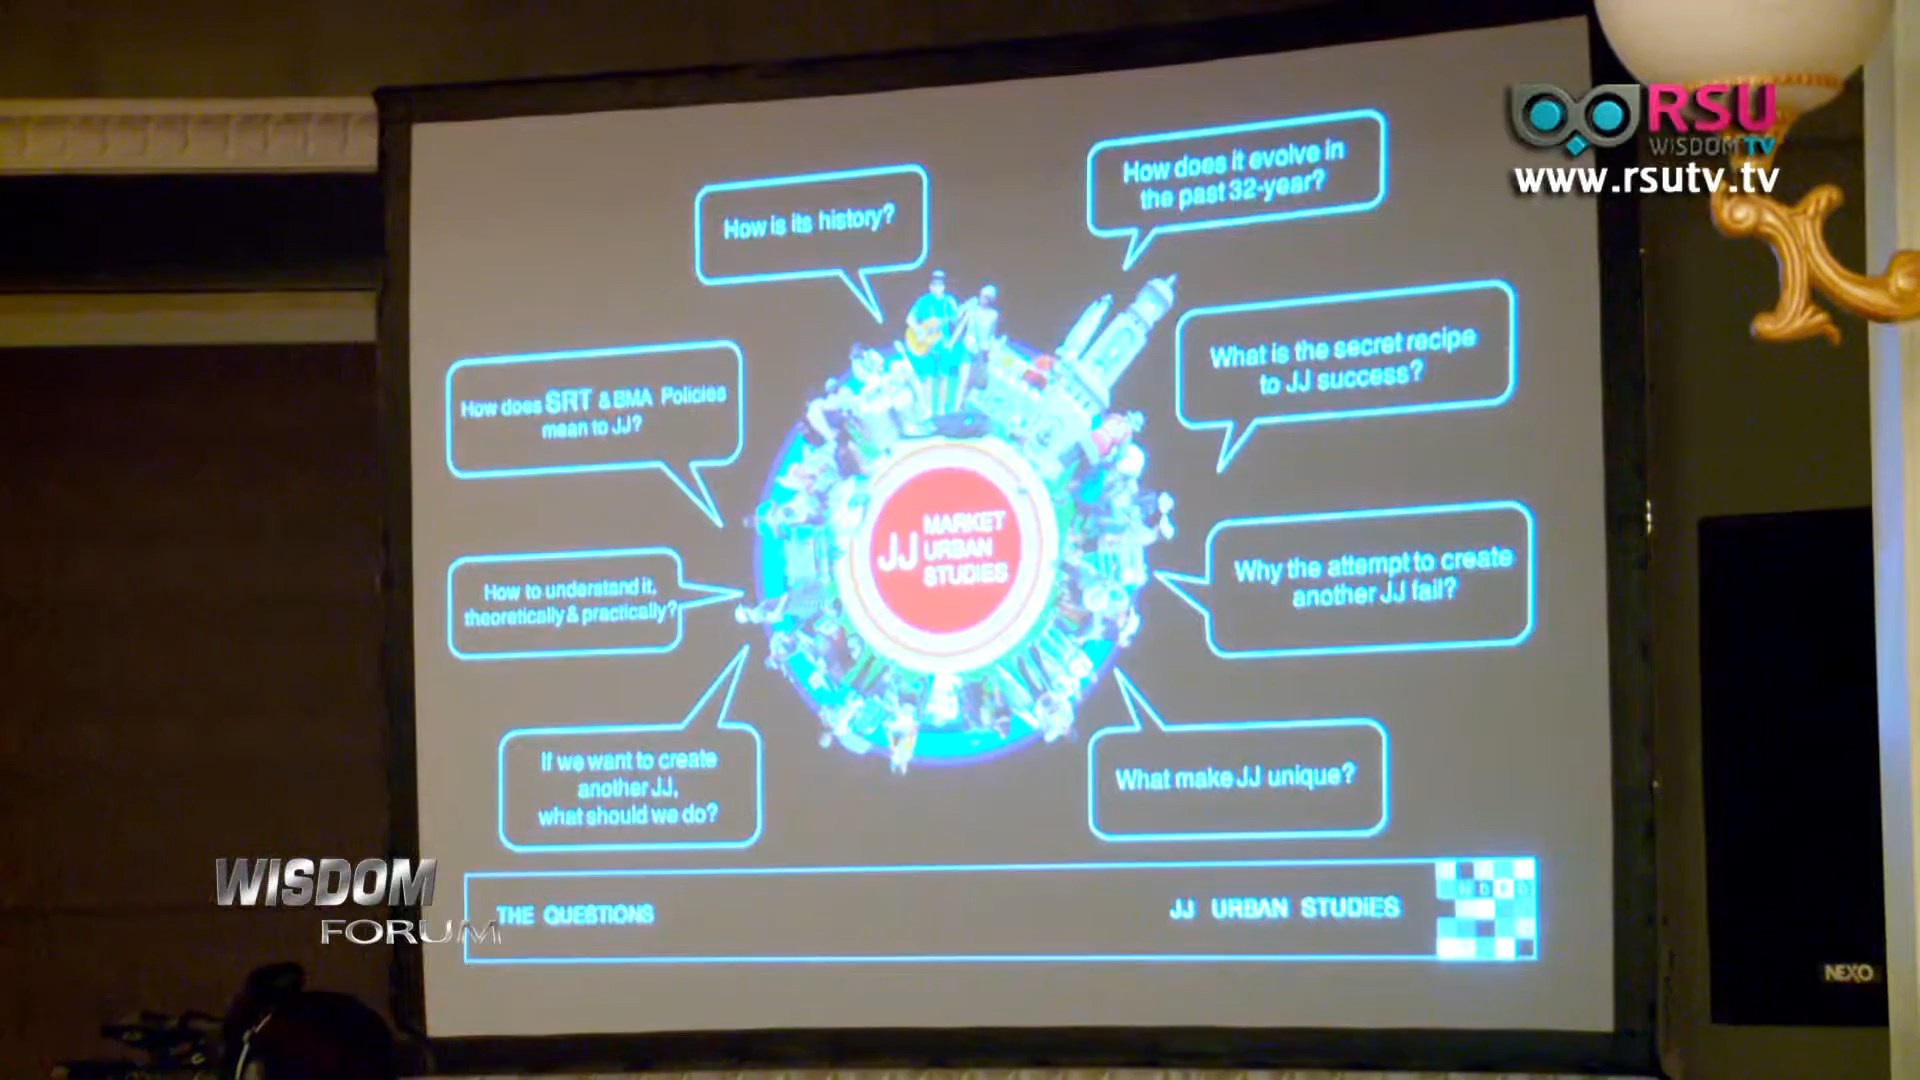 RSU
WISDOM TV
www.rsutv.tv
How is its history?
How does it evolve in
the past 32-year?
What is the secret recipe
to JJ success?
How does SRT & BMA Policies
mean to JJ?
JJ MARKET
URBAN
STUDIES
Why the attempt to create
another JJ fail?
How to understand it,
theoretically & practically?
If we want to create
another JJ,
what should we do?
What make JJ unique?
THE QUESTIONS
JJ URBAN STUDIES
WISDOM
FORUM
NEXO